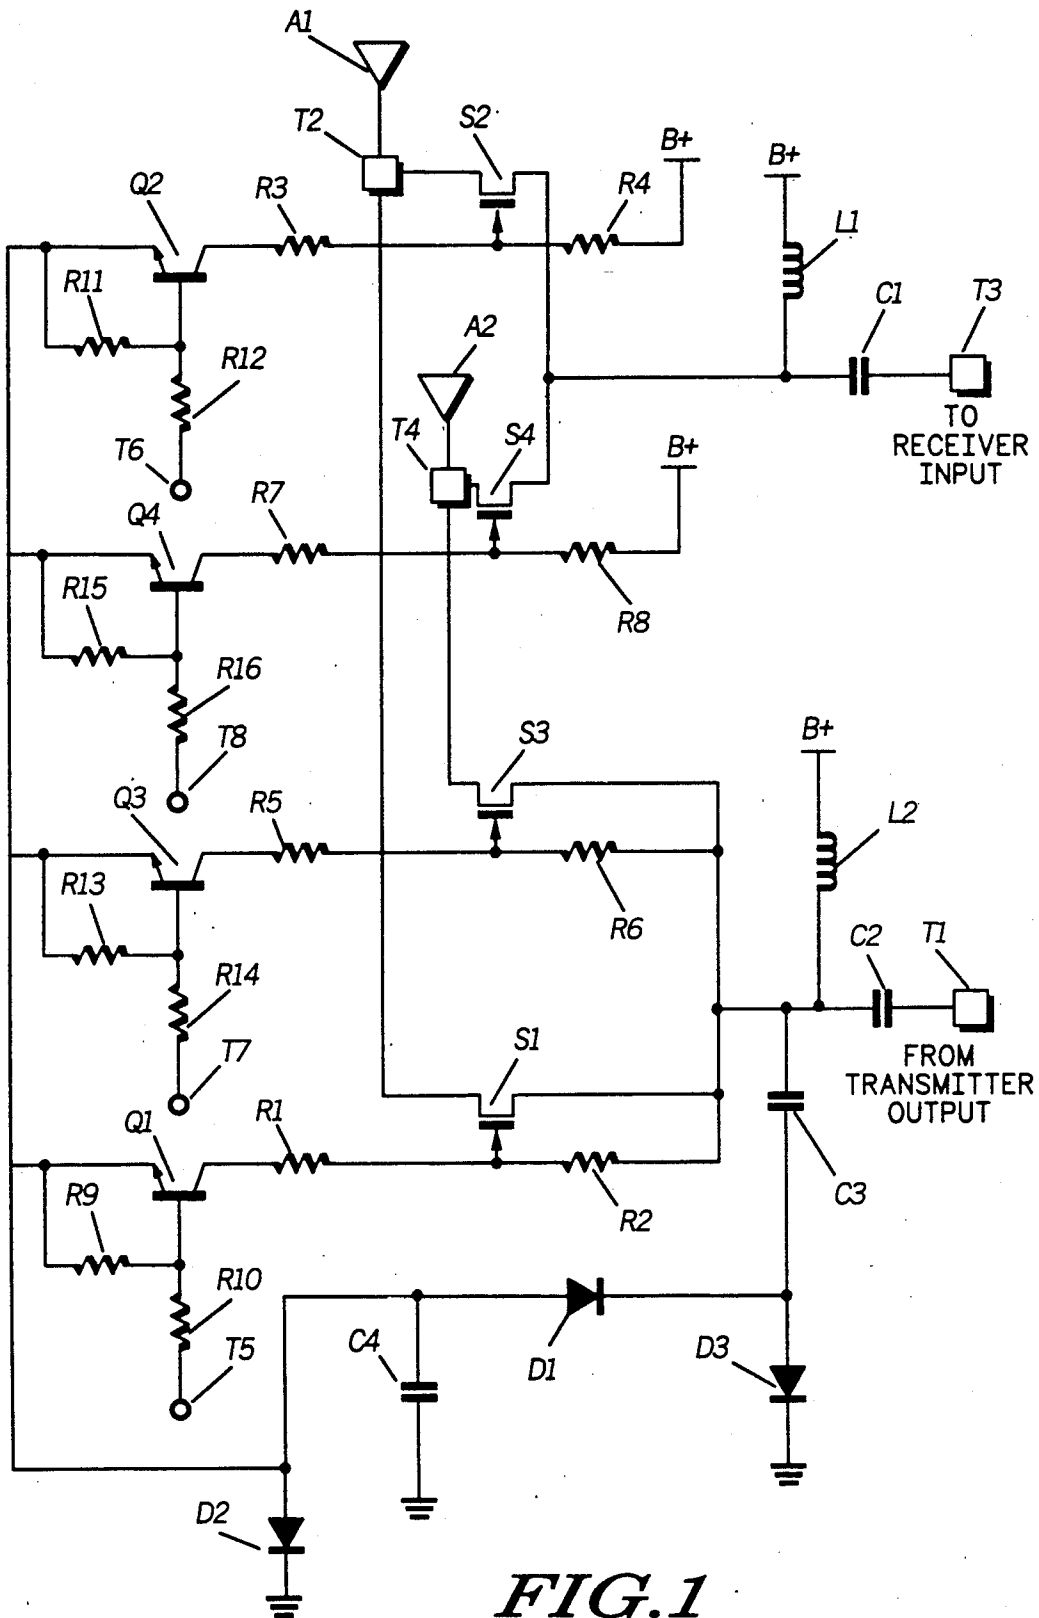 A1
T2
S2
B+
B+
Q2
R3
R4
L1
R11
C1
T3
A2
R12
TO
RECEIVER
INPUT
T4
S4
B+
T6
R7
Q4
R15
R8
R16
T8
S3
B+
Q3
R5
L2
R13
R6
C2
T1
R14
S1
FROM
TRANSMITTER
OUTPUT
T7
R1
Q1
R9
R2
C3
R10
T5
C4
D1
D3
D2
FIG.1